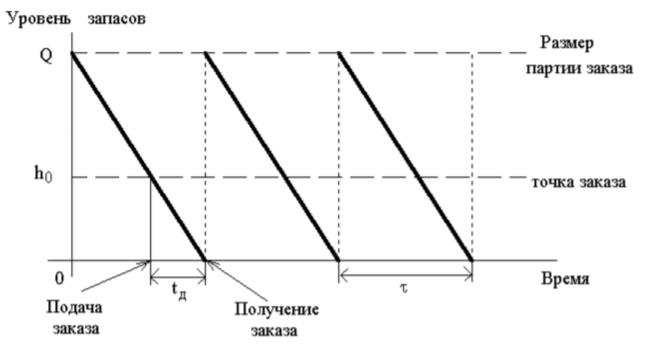 Уровень запасов
Q
Размер
партии заказа
h0
точка заказа
0
tд
τ
Время
Подача
заказа
Получение
заказа